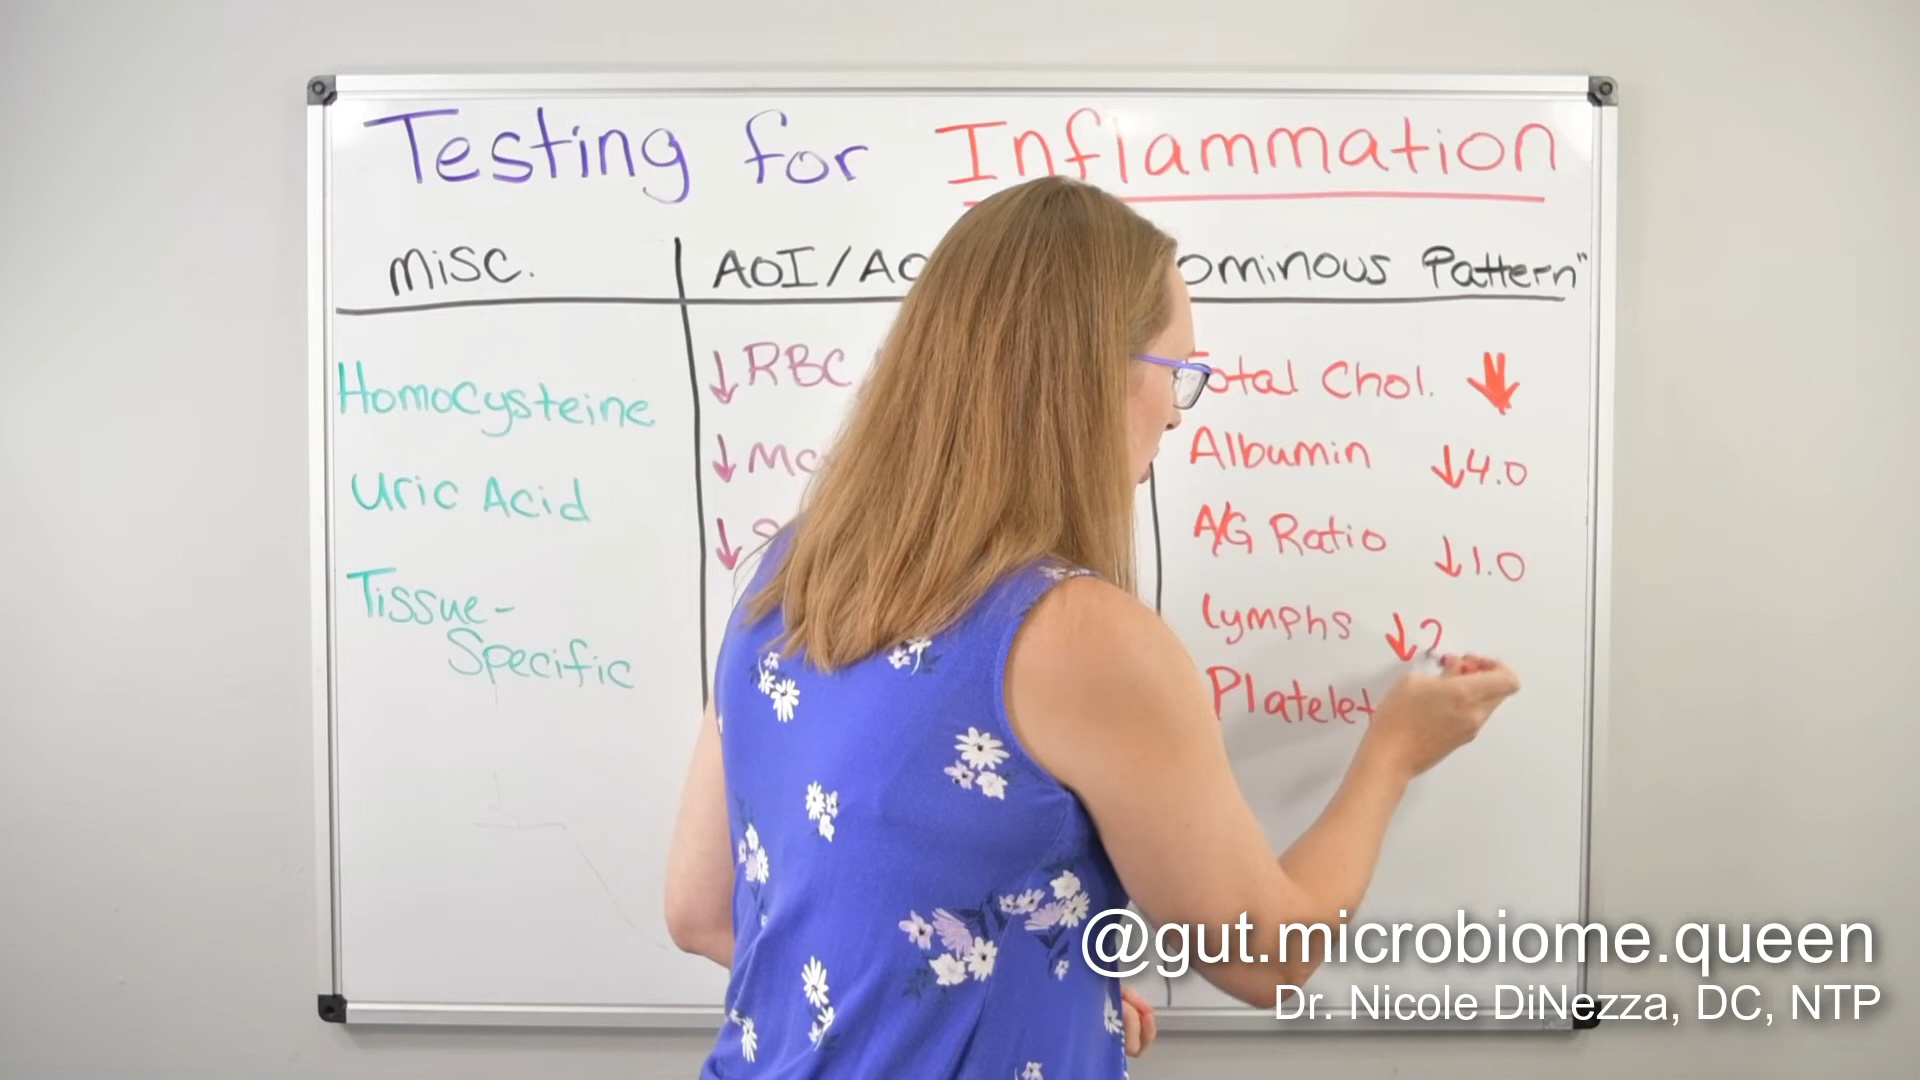 Testing for Inflammation
misc.
AOI/AO
ominous Pattern"
Homocysteine
Uric Acid
Tissue-
Specific
↓ RBC
↓ Mc
↓ S
Total Chol. ↓
Albumin ↓4.0
A/G Ratio ↓1.0
Lymphs ↓2
Platelet
@gut.microbiome.queen
Dr. Nicole DiNezza, DC, NTP